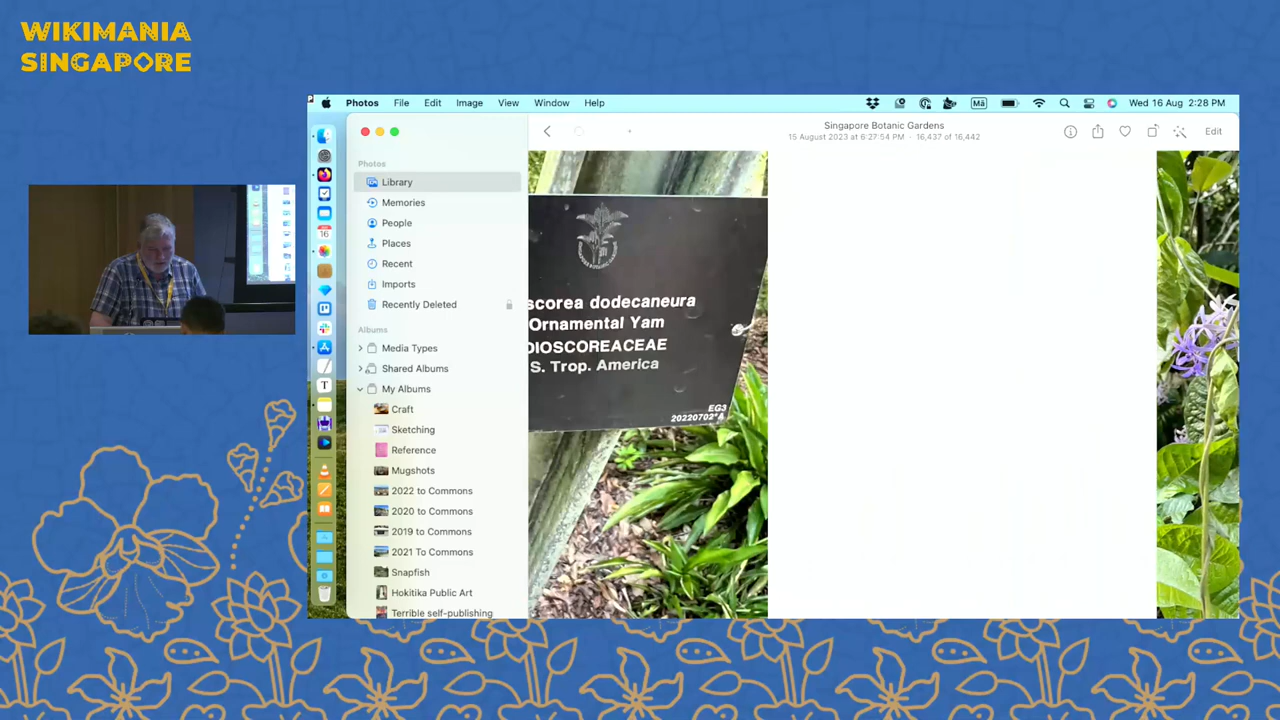 WIKIMANIA
SINGAPORE
Photos File Edit Image View Window Help
Mā
Wed 16 Aug 2:28 PM
Singapore Botanic Gardens
15 August 2023 at 6:27:54 PM · 16,437 of 16,442
Edit
Photos
Library
Memories
People
Places
Recent
Imports
Recently Deleted
Albums
Media Types
Shared Albums
My Albums
Craft
Sketching
Reference
Mugshots
2022 to Commons
2020 to Commons
2019 to Commons
2021 To Commons
Snapfish
Hokitika Public Art
Terrible self-publishing
scorea dodecaneura
Ornamental Yam
DIOSCOREACEAE
S. Trop. America
EG3
20220702*A
16
T